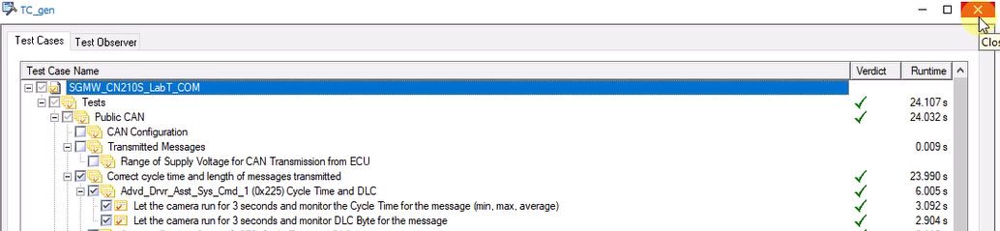 TC_gen
Clos
Test Cases Test Observer
Test Case Name Verdict Runtime
SGMW_CN210S_LabT_COM
Tests 24.107 s
Public CAN 24.032 s
CAN Configuration
Transmitted Messages 0.009 s
Range of Supply Voltage for CAN Transmission from ECU
Correct cycle time and length of messages transmitted 23.990 s
Advd_Drvr_Asst_Sys_Cmd_1 (0x225) Cycle Time and DLC 6.005 s
Let the camera run for 3 seconds and monitor the Cycle Time for the message (min, max, average) 3.092 s
Let the camera run for 3 seconds and monitor DLC Byte for the message 2.904 s